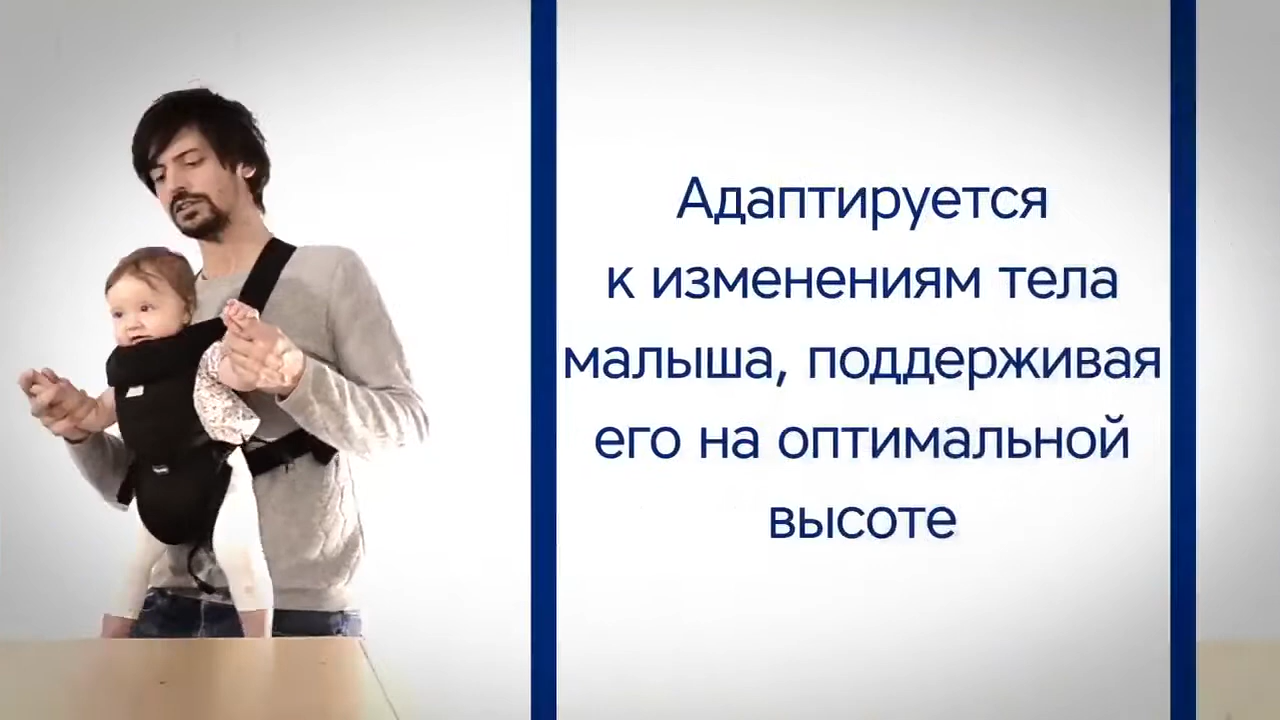 Адаптируется
к изменениям тела
малыша, поддерживая
его на оптимальной
высоте